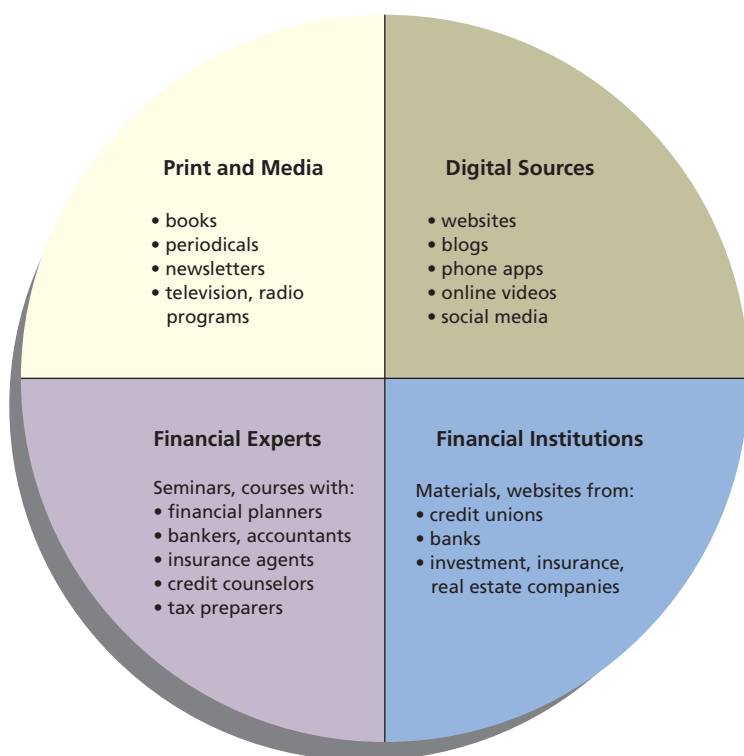 Print and Media
• books
• periodicals
• newsletters
• television, radio
programs
Digital Sources
• websites
• blogs
• phone apps
• online videos
• social media
Financial Experts
Seminars, courses with:
• financial planners
• bankers, accountants
• insurance agents
• credit counselors
• tax preparers
Financial Institutions
Materials, websites from:
• credit unions
• banks
• investment, insurance,
real estate companies